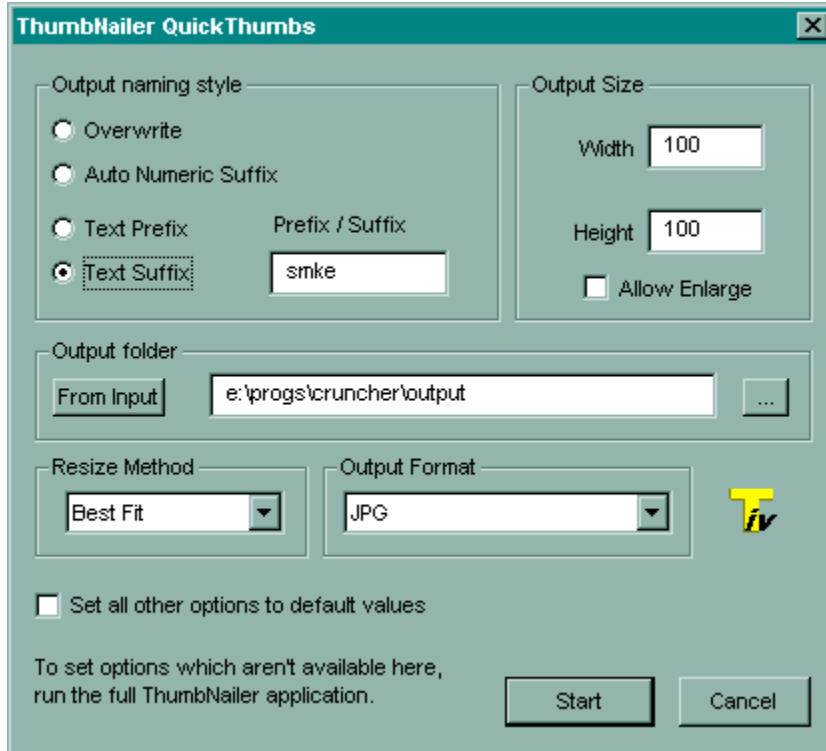 ThumbNailer QuickThumbs
Output naming style
Overwrite
Auto Numeric Suffix
Text Prefix
Prefix / Suffix
Text Suffix
smke
Output Size
Width
100
Height
100
Allow Enlarge
Output folder
From Input
e:\progs\cruncher\output
...
Resize Method
Best Fit
Output Format
JPG
Tiv
Set all other options to default values
To set options which aren't available here,
run the full ThumbNailer application.
Start
Cancel